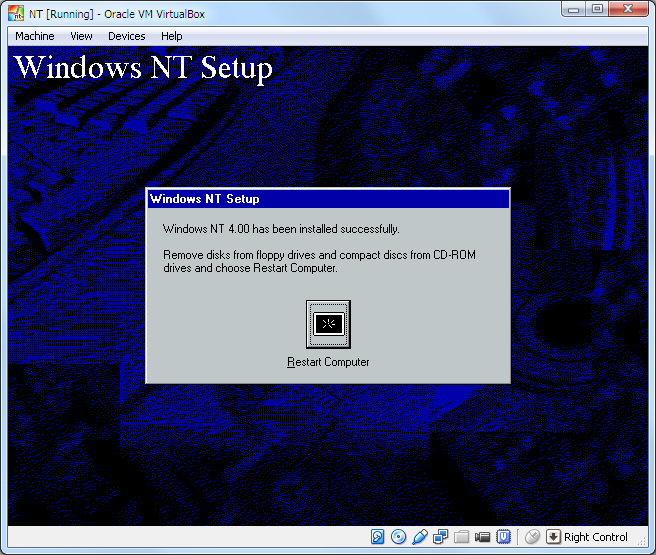 NT [Running] - Oracle VM VirtualBox
Machine View Devices Help
Windows NT Setup
Windows NT Setup
Windows NT 4.00 has been installed successfully.
Remove disks from floppy drives and compact discs from CD-ROM
drives and choose Restart Computer.
Restart Computer
Right Control